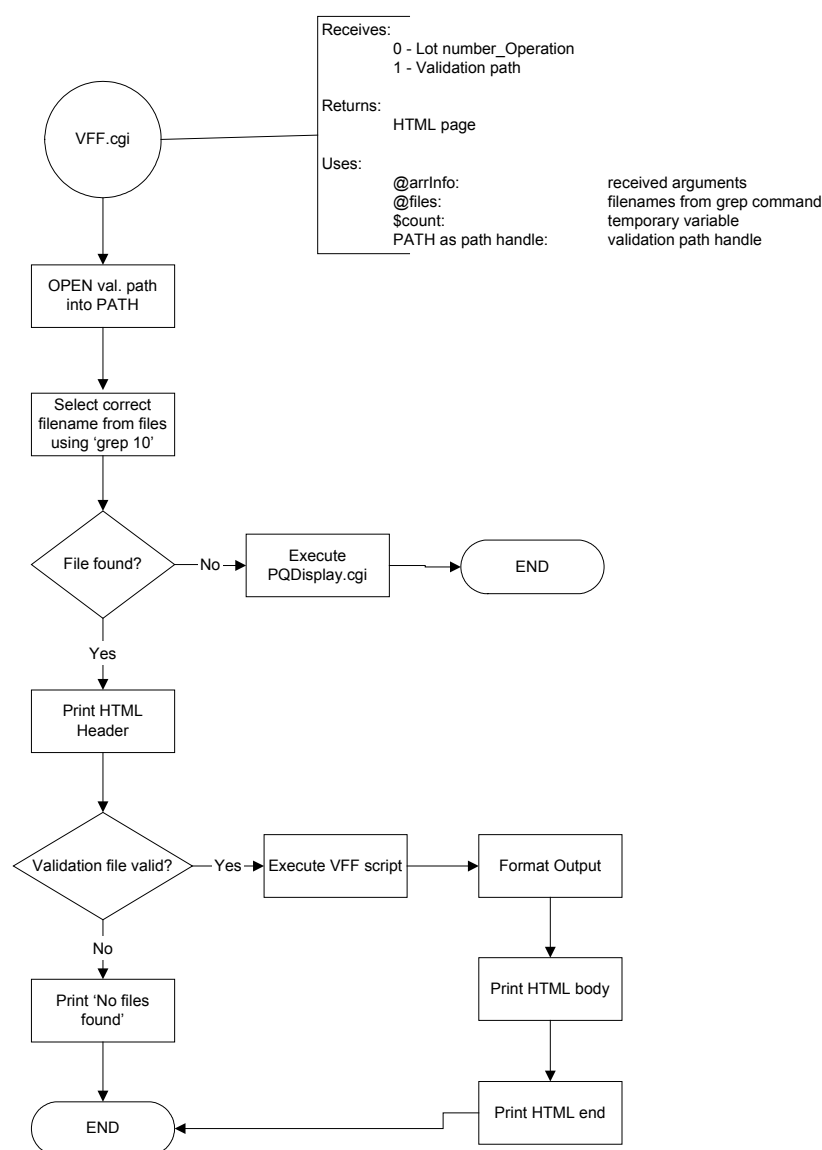 Receives:
0 - Lot number_Operation
1 - Validation path
Returns:
HTML page
Uses:
@arrInfo: received arguments
@files: filenames from grep command
$count: temporary variable
PATH as path handle: validation path handle
VFF.cgi
OPEN val. path
into PATH
Select correct
filename from files
using ‘grep 10’
File found?
No
Execute
PQDisplay.cgi
END
Yes
Print HTML
Header
Validation file valid?
Yes
Execute VFF script
Format Output
No
Print ‘No files
found’
Print HTML body
Print HTML end
END